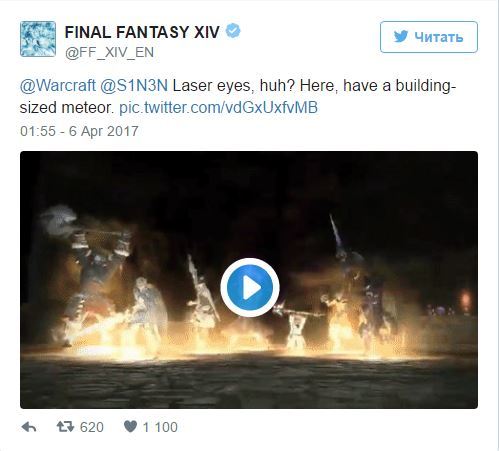 FINAL FANTASY XIV
@FF_XIV_EN
Читать
@Warcraft @S1N3N Laser eyes, huh? Here, have a building-
sized meteor. pic.twitter.com/vdGxUxfvMB
01:55 - 6 Apr 2017
620
1 100